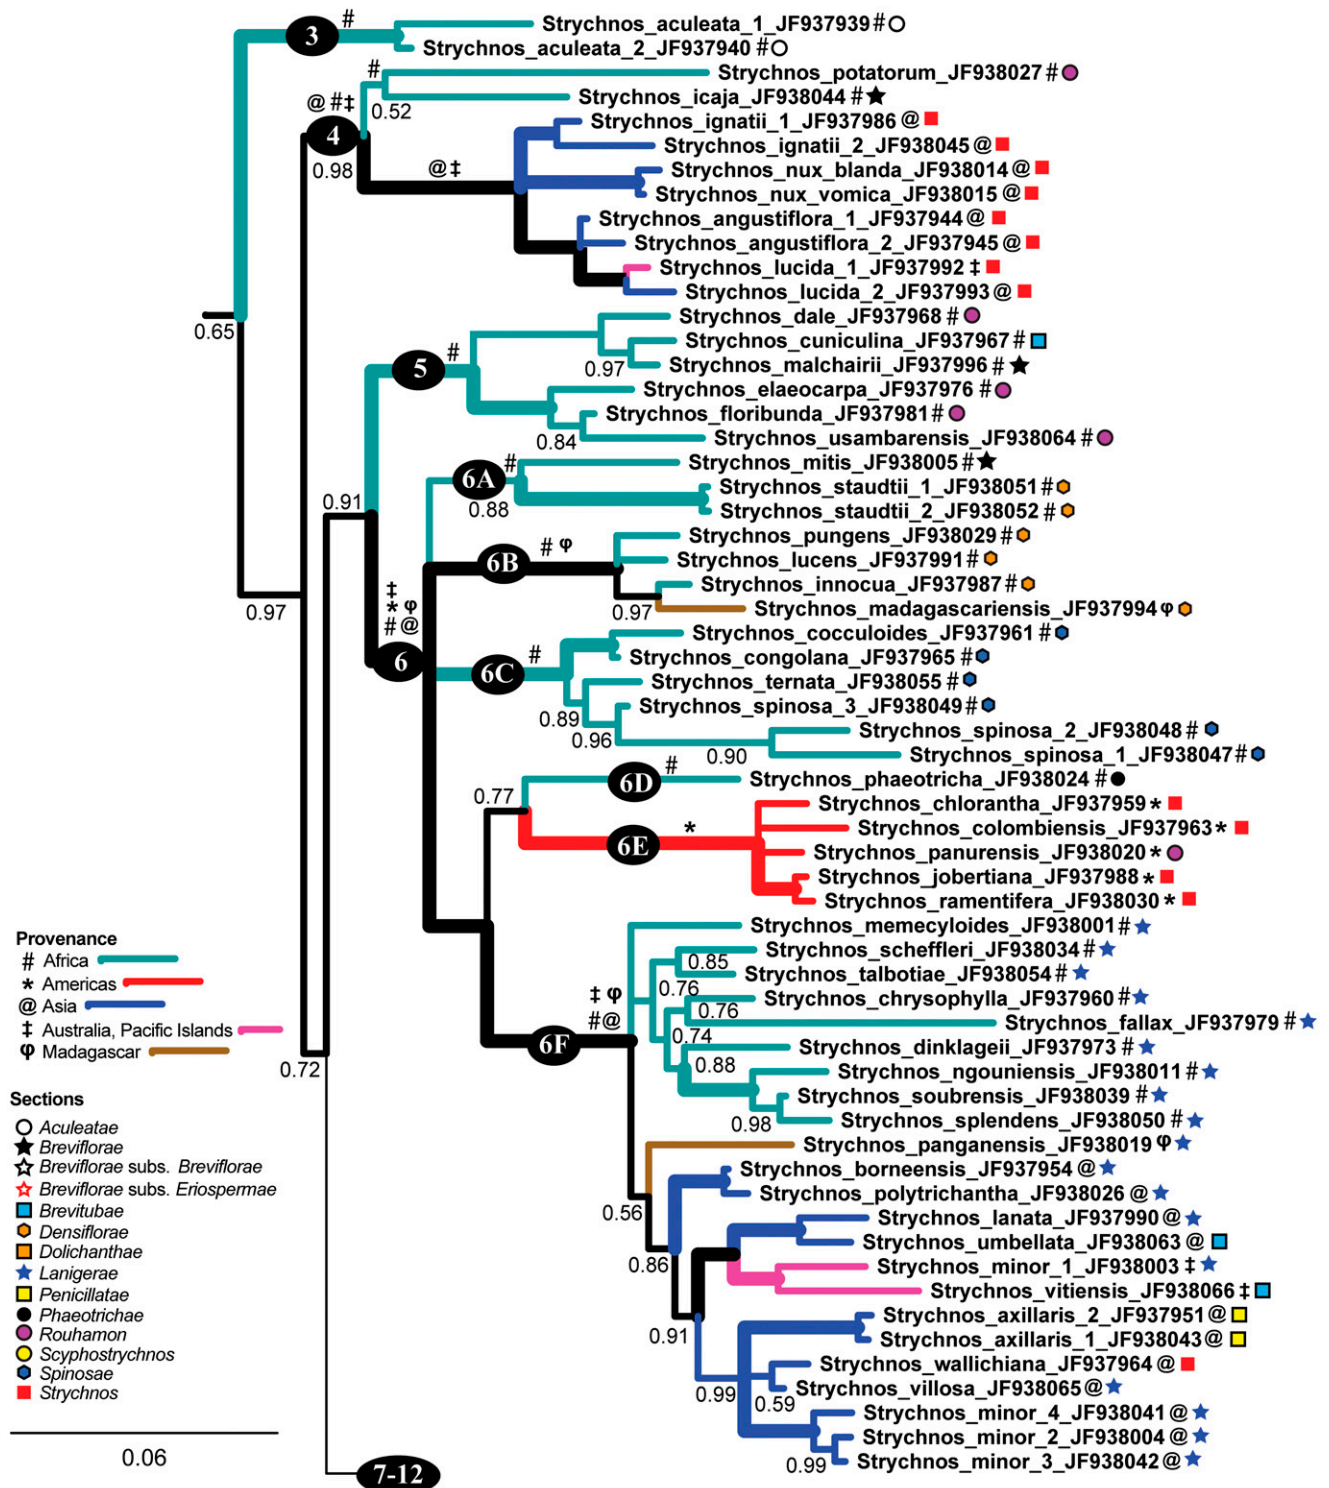 3 #
Strychnos_aculeata_1_JF937939 #
Strychnos_aculeata_2_JF937940 #
#
Strychnos_potatorum_JF938027 #
0.52
Strychnos_icaja_JF938044 #
@ #‡
4
0.98
Strychnos_ignatii_1_JF937986 @
Strychnos_ignatii_2_JF938045 @
@ ‡
Strychnos_nux_blanda_JF938014 @
Strychnos_nux_vomica_JF938015 @
Strychnos_angustiflora_1_JF937944 @
Strychnos_angustiflora_2_JF937945 @
Strychnos_lucida_1_JF937992 ‡
Strychnos_lucida_2_JF937993 @
0.65
Strychnos_dale_JF937968 #
5 #
Strychnos_cuniculina_JF937967 #
0.97
Strychnos_malchairii_JF937996 #
Strychnos_elaeocarpa_JF937976 #
Strychnos_floribunda_JF937981 #
0.84
Strychnos_usambarensis_JF938064 #
6A #
0.88
Strychnos_mitis_JF938005 #
Strychnos_staudtii_1_JF938051 #
Strychnos_staudtii_2_JF938052 #
0.91
6B # φ
Strychnos_pungens_JF938029 #
Strychnos_lucens_JF937991 #
Strychnos_innocua_JF937987 #
0.97
Strychnos_madagascariensis_JF937994 φ
0.97
‡
* φ
# @
6
6C #
Strychnos_cocculoides_JF937961 #
Strychnos_congolana_JF937965 #
Strychnos_ternata_JF938055 #
0.89
Strychnos_spinosa_3_JF938049 #
0.96
Strychnos_spinosa_2_JF938048 #
0.90
Strychnos_spinosa_1_JF938047 #
0.77
6D #
Strychnos_phaeotricha_JF938024 #
6E *
Strychnos_chlorantha_JF937959 *
Strychnos_colombiensis_JF937963 *
Strychnos_panurensis_JF938020 *
Strychnos_jobertiana_JF937988 *
Strychnos_ramentifera_JF938030 *
Strychnos_memecyloides_JF938001 #
Strychnos_scheffleri_JF938034 #
0.85
Strychnos_talbotiae_JF938054 #
0.76
Strychnos_chrysophylla_JF937960 #
0.76
Strychnos_fallax_JF937979 #
‡ φ
#@
6F
0.74
Strychnos_dinklageii_JF937973 #
0.88
Strychnos_ngouniensis_JF938011 #
Strychnos_soubrensis_JF938039 #
0.98
Strychnos_splendens_JF938050 #
Strychnos_panganensis_JF938019 φ
Strychnos_borneensis_JF937954 @
Strychnos_polytrichantha_JF938026 @
0.56
Strychnos_lanata_JF937990 @
Strychnos_umbellata_JF938063 @
0.86
Strychnos_minor_1_JF938003 ‡
Strychnos_vitiensis_JF938066 ‡
0.91
Strychnos_axillaris_2_JF937951 @
Strychnos_axillaris_1_JF938043 @
Strychnos_wallichiana_JF937964 @
0.99
Strychnos_villosa_JF938065 @
0.59
Strychnos_minor_4_JF938041 @
Strychnos_minor_2_JF938004 @
0.99
Strychnos_minor_3_JF938042 @
0.72
7-12
Provenance
# Africa
* Americas
@ Asia
‡ Australia, Pacific Islands
φ Madagascar
Sections
Aculeatae
Breviflorae
Breviflorae subs. Breviflorae
Breviflorae subs. Eriospermae
Brevitubae
Densiflorae
Dolichanthae
Lanigerae
Penicillatae
Phaeotrichae
Rouhamon
Scyphostrychnos
Spinosae
Strychnos
0.06